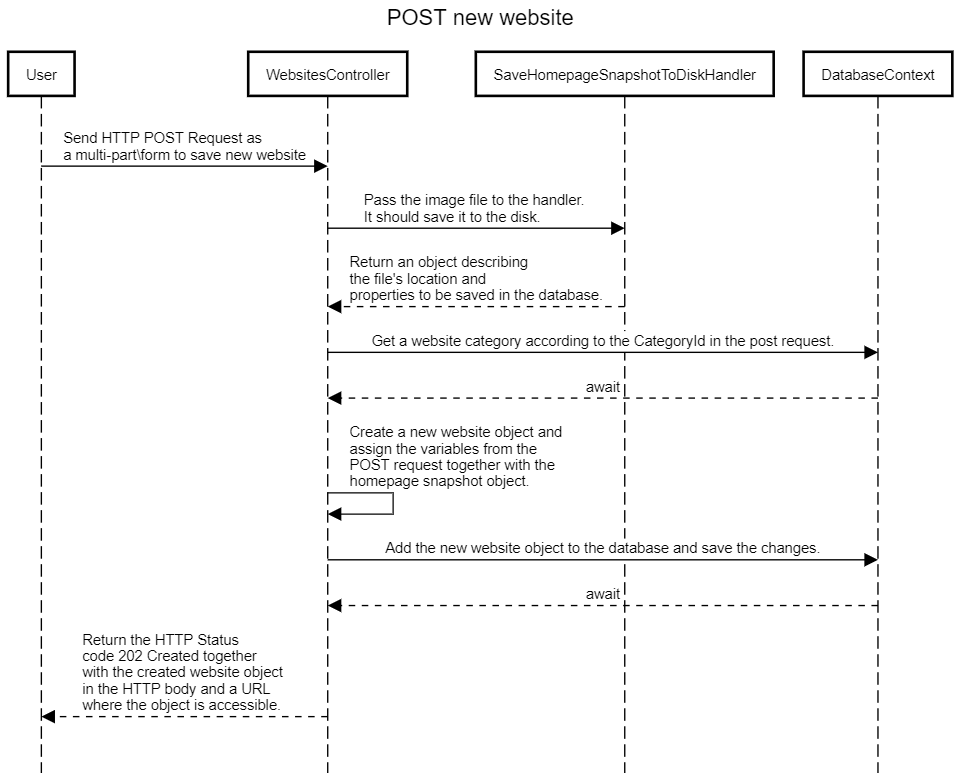 POST new website
User
WebsitesController
SaveHomepageSnapshotToDiskHandler
DatabaseContext
Send HTTP POST Request as
a multi-part\form to save new website
Pass the image file to the handler.
It should save it to the disk.
Return an object describing
the file's location and
properties to be saved in the database.
Get a website category according to the CategoryId in the post request.
await
Create a new website object and
assign the variables from the
POST request together with the
homepage snapshot object.
Add the new website object to the database and save the changes.
await
Return the HTTP Status
code 202 Created together
with the created website object
in the HTTP body and a URL
where the object is accessible.